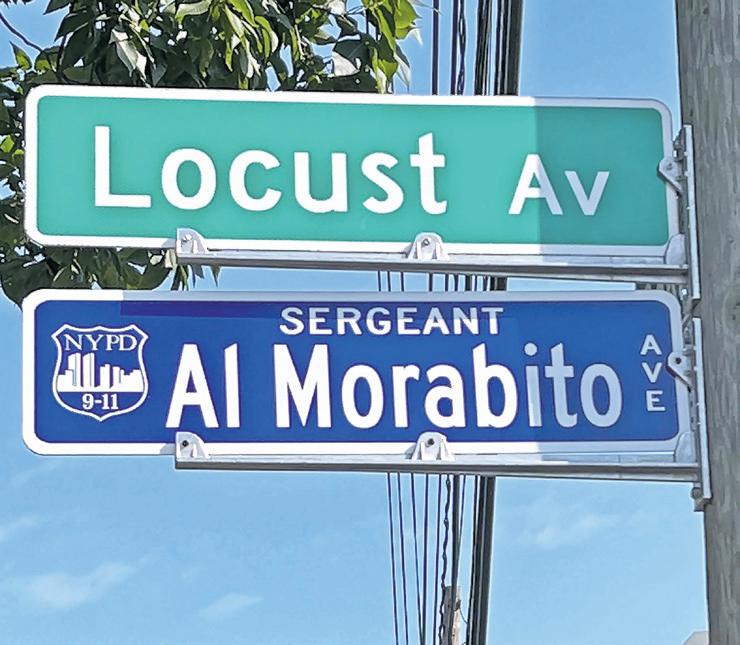 Locust Av
SERGEANT
NYPD
9-11
Al Morabito
AVE